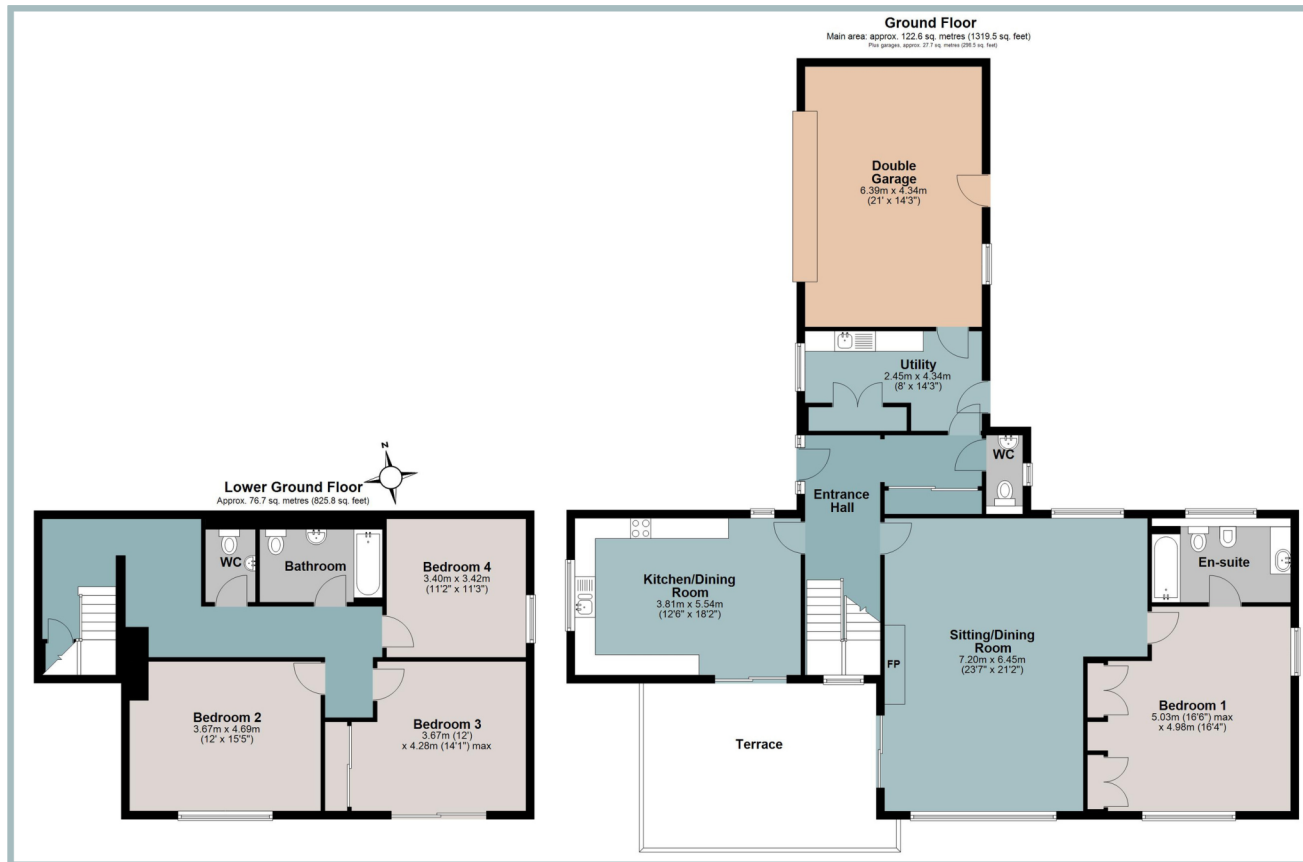 Ground Floor
Main area: approx. 122.6 sq. metres (1319.5 sq. feet)
Plus garages, approx. 27.7 sq. metres (298.5 sq. feet)
Double
Garage
6.39m x 4.34m
(21' x 14'3")
Utility
2.45m x 4.34m
(8' x 14'3")
WC
Entrance
Hall
Kitchen/Dining
Room
3.81m x 5.54m
(12'6" x 18'2")
Sitting/Dining
Room
7.20m x 6.45m
(23'7" x 21'2")
FP
En-suite
Bedroom 1
5.03m (16'6") max
x 4.98m (16'4")
Terrace
N
Lower Ground Floor
Approx. 76.7 sq. metres (825.8 sq. feet)
WC
Bathroom
Bedroom 4
3.40m x 3.42m
(11'2" x 11'3")
Bedroom 2
3.67m x 4.69m
(12' x 15'5")
Bedroom 3
3.67m (12')
x 4.28m (14'1") max